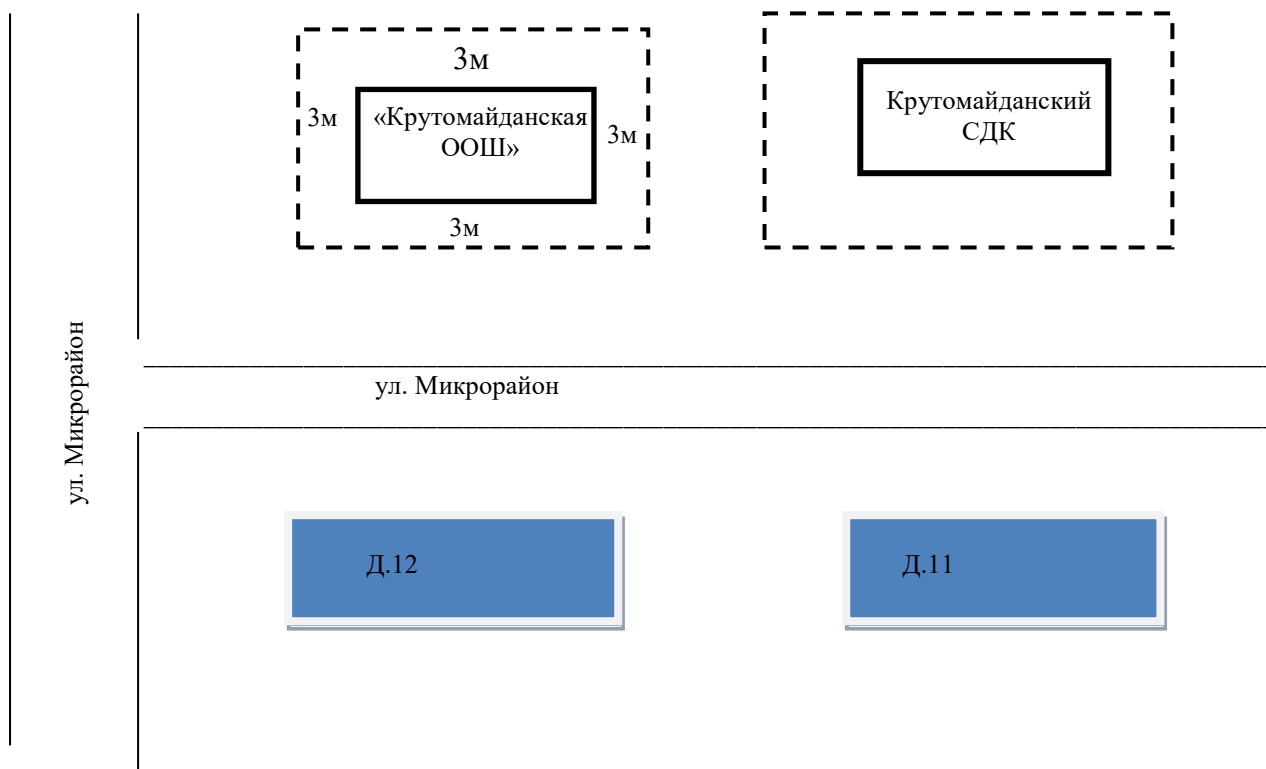 3м
3м
«Крутомайданская
ООШ»
3м
3м
Крутомайданский
СДК
ул. Микрорайон
ул. Микрорайон
Д.12
Д.11